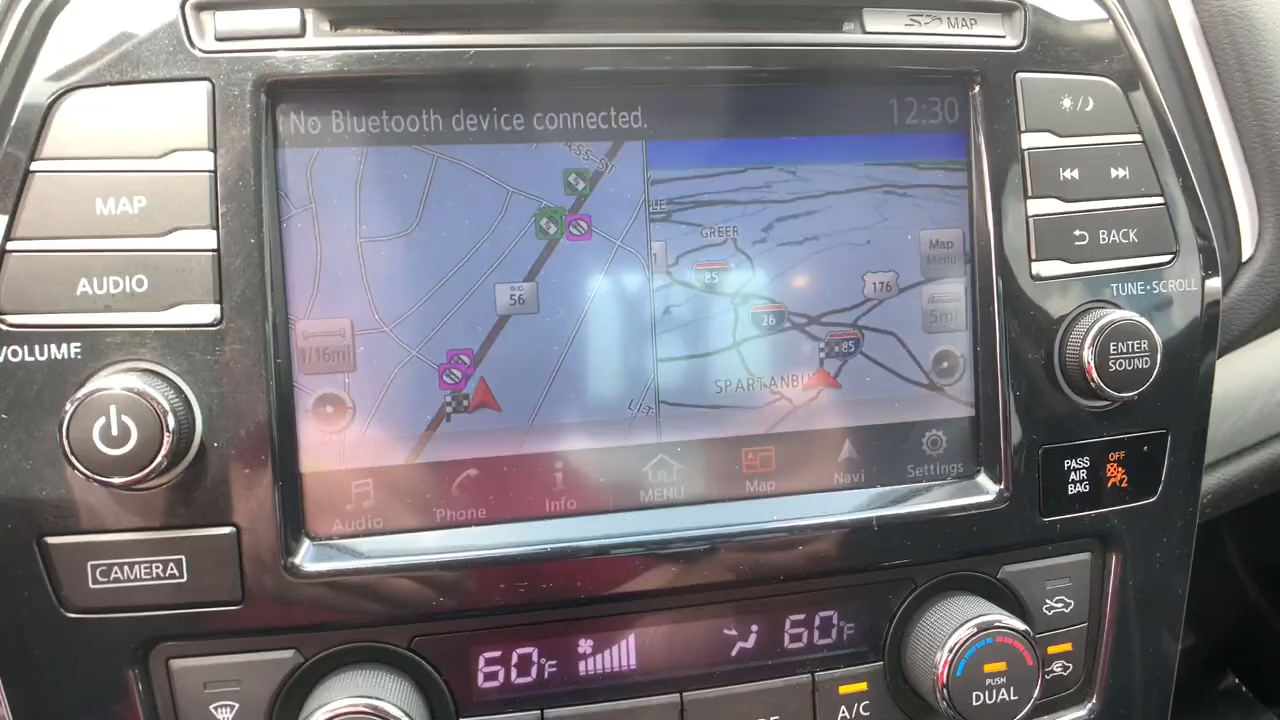 MAP
No Bluetooth device connected.
12:30
MAP
AUDIO
VOLUME
BACK
TUNE·SCROLL
ENTER
SOUND
S.C.
56
1/16mi
GREER
85
26
176
85
Map
Menu
5mi
Audio
Phone
Info
MENU
Map
Navi
Settings
PASS
AIR
BAG
OFF
2
CAMERA
60°F
60°F
A/C
PUSH
DUAL